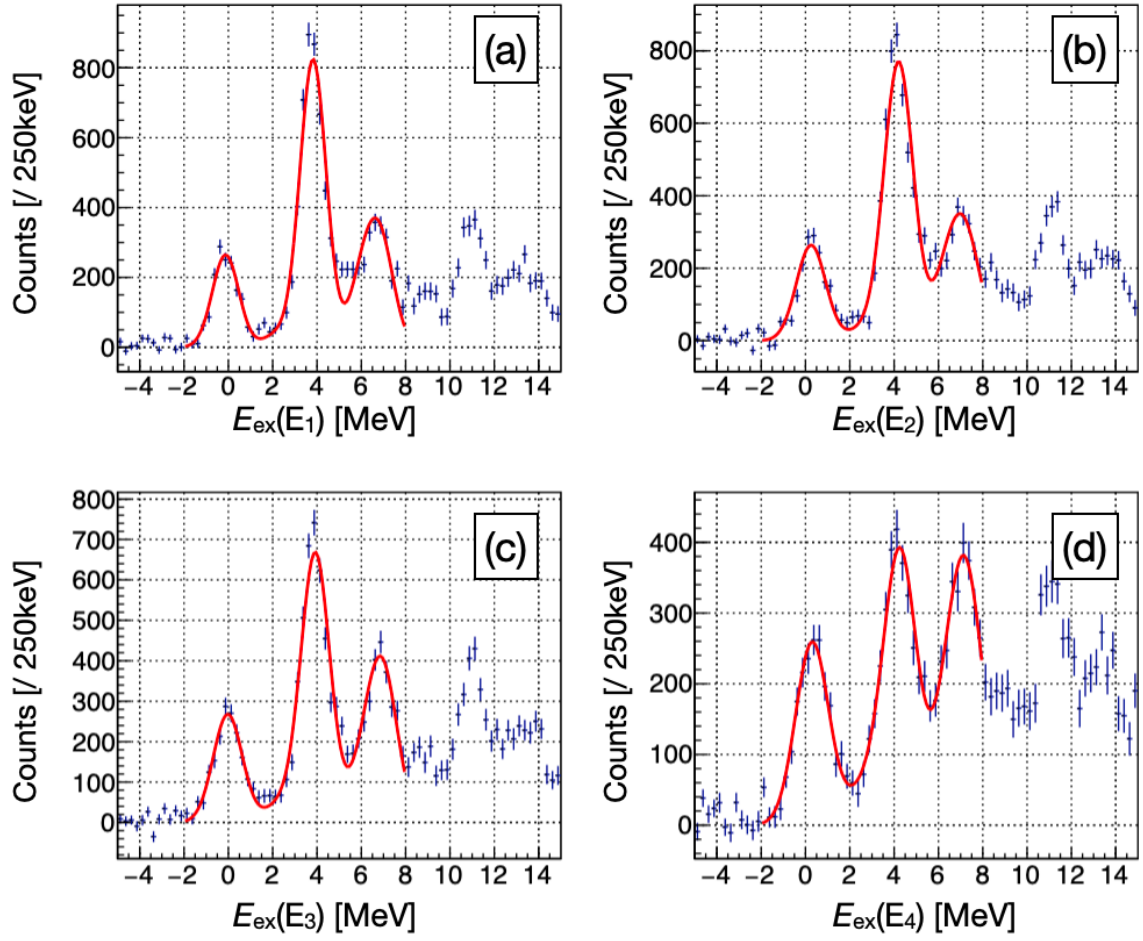 (a)
Counts [/ 250keV]
800
600
400
200
0
−4 −2 0 2 4 6 8 10 12 14
Eex(E1) [MeV]
(b)
Counts [/ 250keV]
800
600
400
200
0
−4 −2 0 2 4 6 8 10 12 14
Eex(E2) [MeV]
(c)
Counts [/ 250keV]
800
700
600
500
400
300
200
100
0
−4 −2 0 2 4 6 8 10 12 14
Eex(E3) [MeV]
(d)
Counts [/ 250keV]
400
300
200
100
0
−4 −2 0 2 4 6 8 10 12 14
Eex(E4) [MeV]